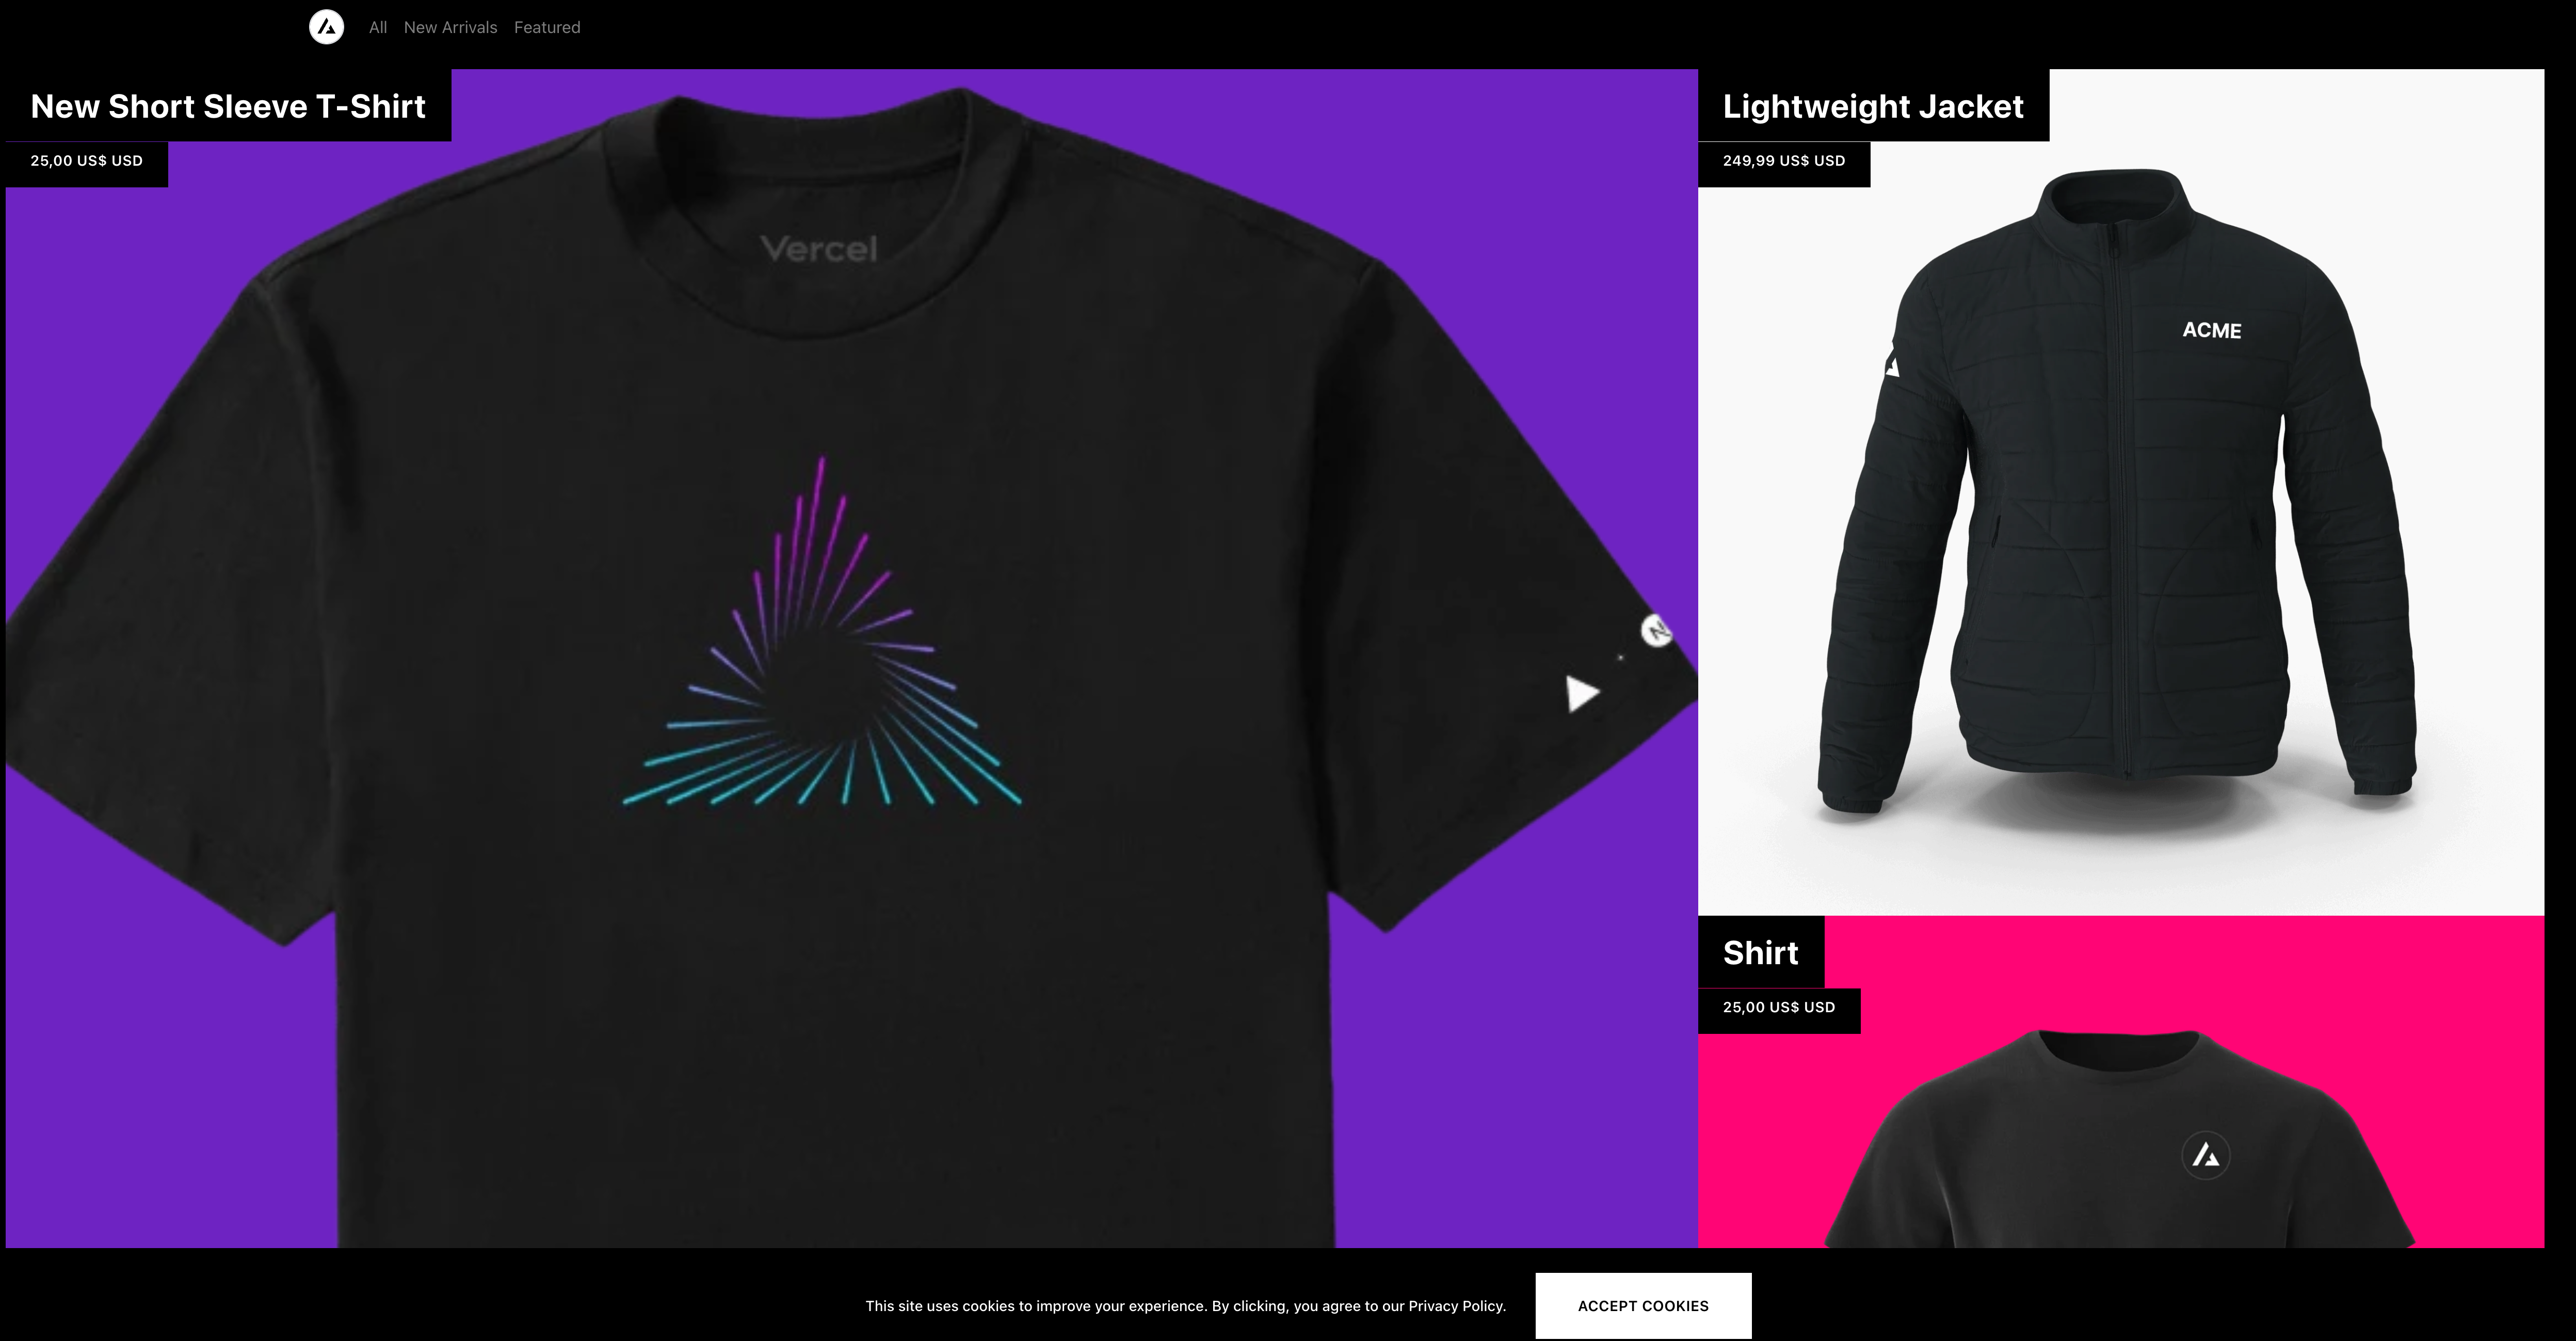 All New Arrivals Featured
New Short Sleeve T-Shirt
25,00 US$ USD
Vercel
Lightweight Jacket
249,99 US$ USD
ACME
Shirt
25,00 US$ USD
This site uses cookies to improve your experience. By clicking, you agree to our Privacy Policy.
ACCEPT COOKIES